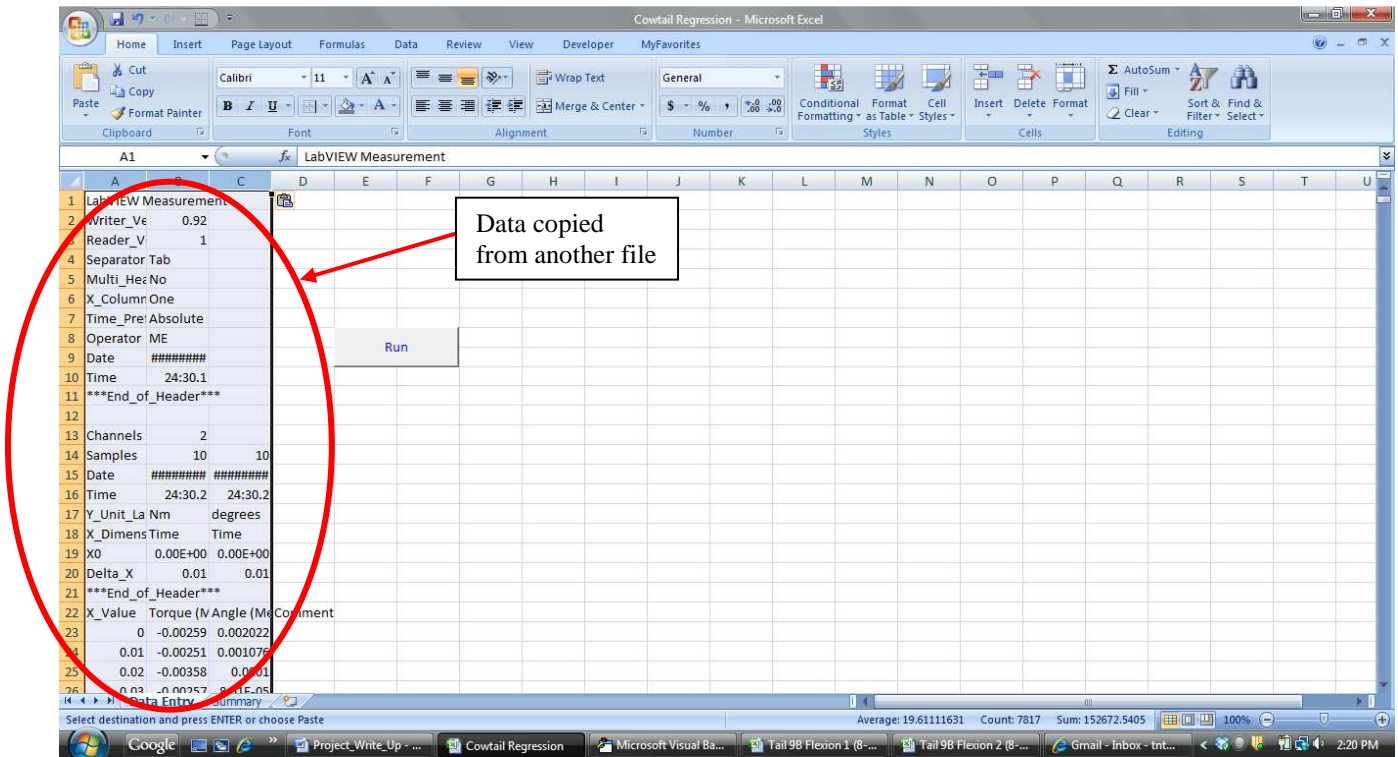 Cowtail Regression - Microsoft Excel
Home Insert Page Layout Formulas Data Review View Developer MyFavorites
Paste
Cut
Copy
Format Painter
Clipboard
Calibri 11
B I U
Font
Wrap Text
Merge & Center
Alignment
General
$ % ,
Number
Conditional Formatting
Format as Table
Cell Styles
Styles
Insert Delete Format
Cells
Σ AutoSum
Fill
Clear
Sort & Filter
Find & Select
Editing
A1 fx LabVIEW Measurement
A C D E F G H I J K L M N O P Q R S T U
1 LabVIEW Measurement
2 Writer_Ve 0.92
3 Reader_V 1
4 Separator Tab
5 Multi_Hea No
6 X_Column One
7 Time_Pref Absolute
8 Operator ME
9 Date ########
10 Time 24:30.1
11 ***End_of_Header***
12
13 Channels 2
14 Samples 10 10
15 Date ######## ########
16 Time 24:30.2 24:30.2
17 Y_Unit_La Nm degrees
18 X_Dimens Time Time
19 X0 0.00E+00 0.00E+00
20 Delta_X 0.01 0.01
21 ***End_of_Header***
22 X_Value Torque (M Angle (Me Comment
23 0 -0.00259 0.002022
24 0.01 -0.00251 0.001076
25 0.02 -0.00358
26 0.03 -0.00257
Data copied
from another file
Run
Data Entry Summary
Select destination and press ENTER or choose Paste Average: 19.61111631 Count: 7817 Sum: 152672.5405 100%
Google » Project_Write_Up - ... Cowtail Regression Microsoft Visual Ba... Tail 9B Flexion 1 (8-... Tail 9B Flexion 2 (8-... Gmail - Inbox - tnt... 2:20 PM